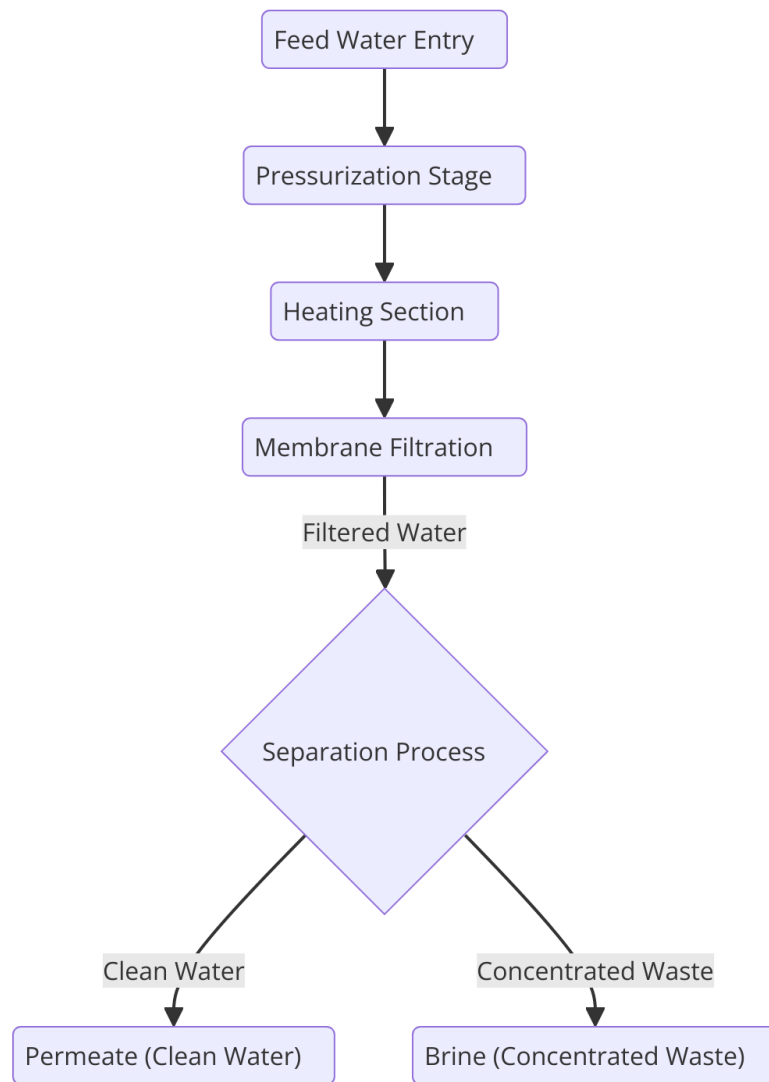 Feed Water Entry
Pressurization Stage
Heating Section
Membrane Filtration
Filtered Water
Separation Process
Clean Water
Concentrated Waste
Permeate (Clean Water)
Brine (Concentrated Waste)